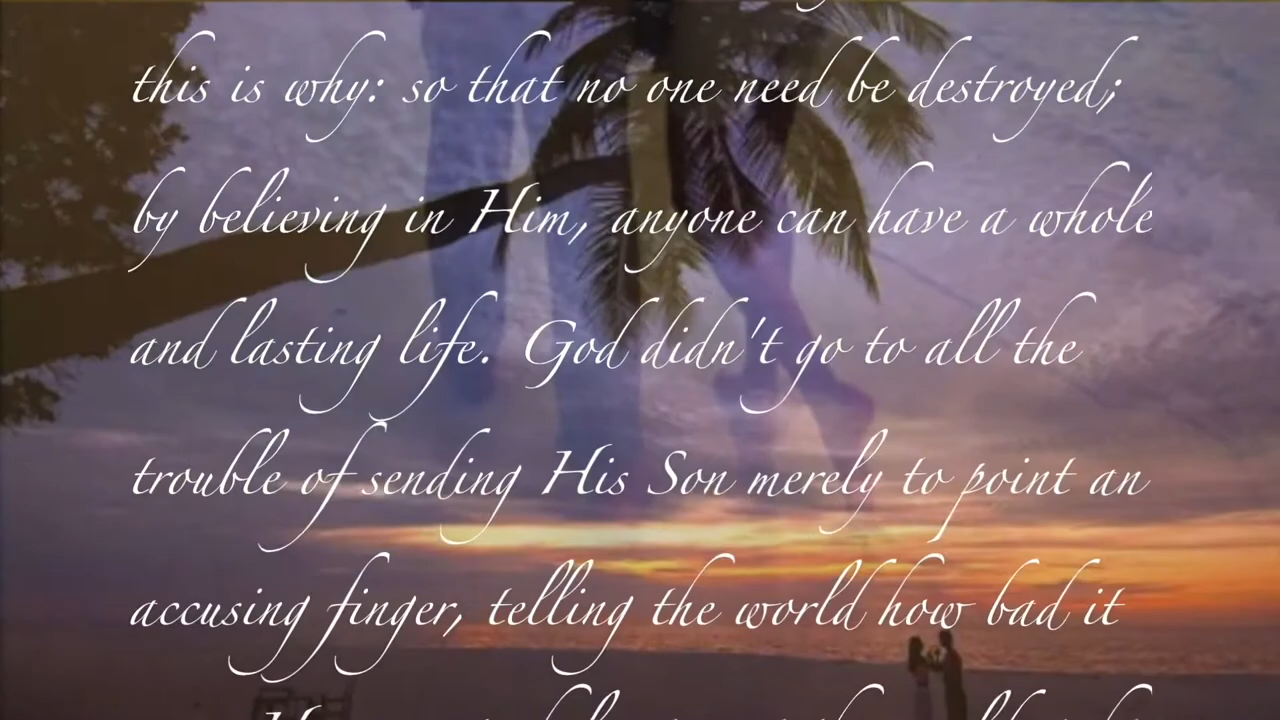 this is why: so that no one need be destroyed;
by believing in Him, anyone can have a whole
and lasting life. God didn't go to all the
trouble of sending His Son merely to point an
accusing finger, telling the world how bad it